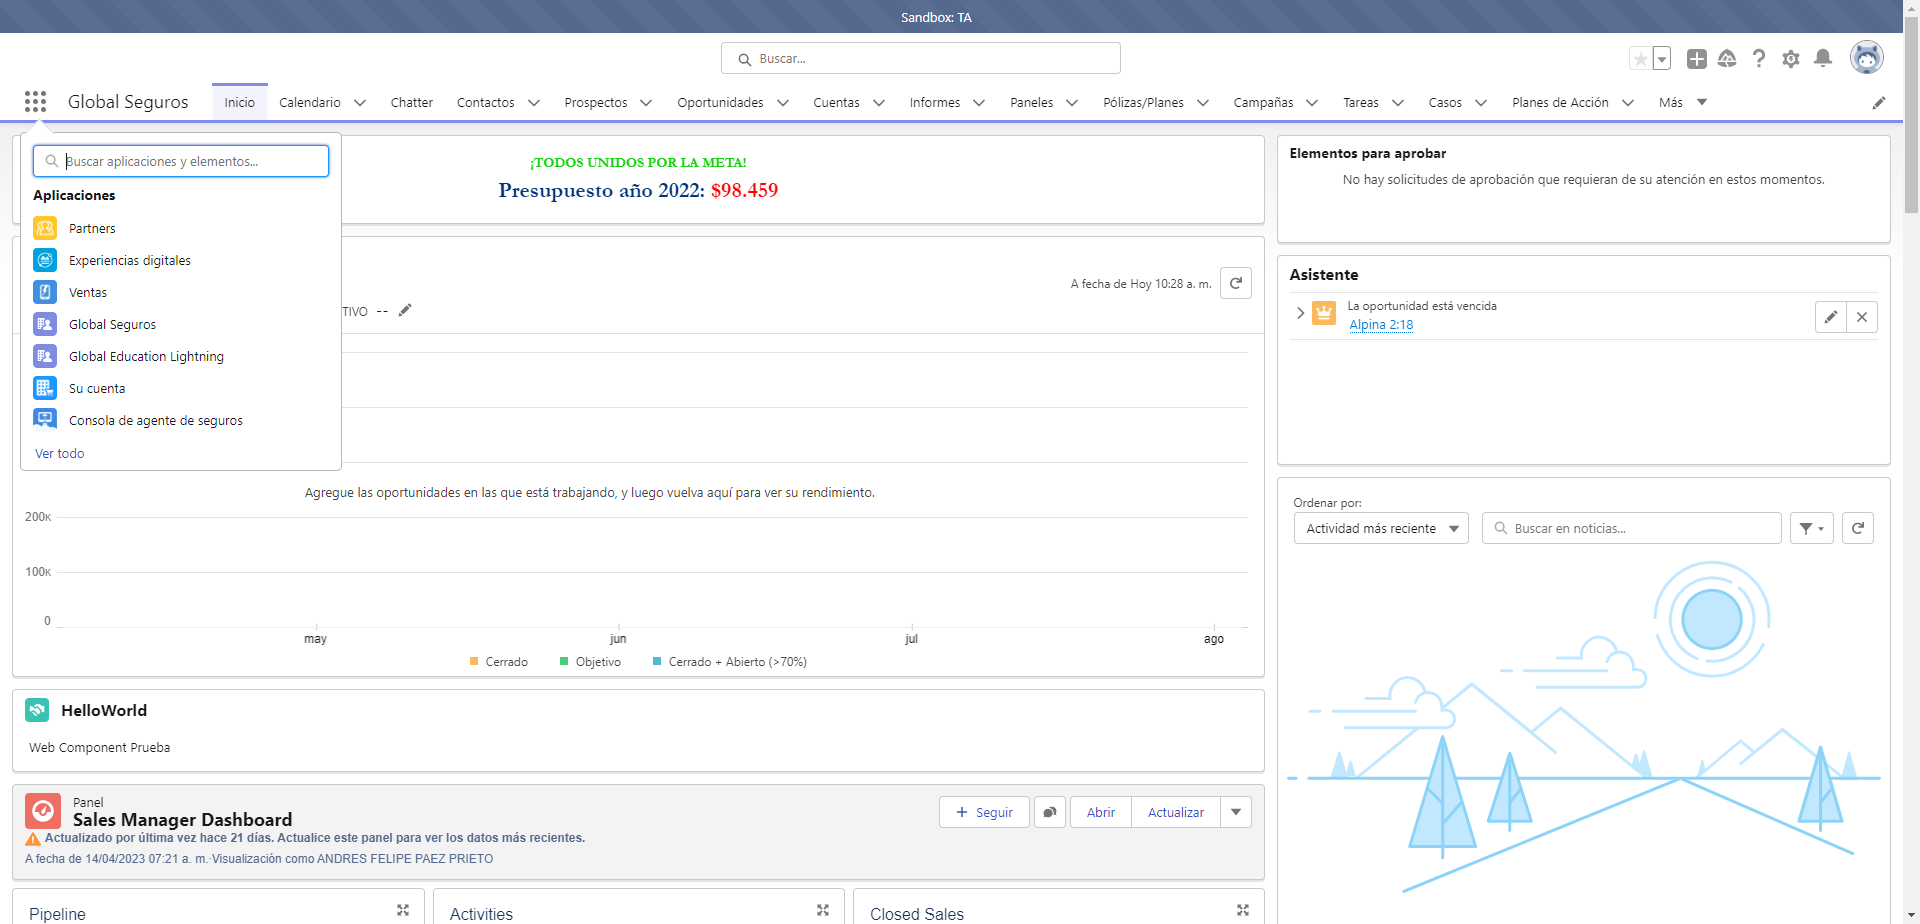 Sandbox: TA
Buscar...
Global Seguros
Inicio
Calendario
Chatter
Contactos
Prospectos
Oportunidades
Cuentas
Informes
Paneles
Pólizas/Planes
Campañas
Tareas
Casos
Planes de Acción
Más
Buscar aplicaciones y elementos...
Aplicaciones
Partners
Experiencias digitales
Ventas
Global Seguros
Global Education Lightning
Su cuenta
Consola de agente de seguros
Ver todo
¡TODOS UNIDOS POR LA META!
Presupuesto año 2022: $98.459
A fecha de Hoy 10:28 a. m.
TIVO --
Agregue las oportunidades en las que está trabajando, y luego vuelva aquí para ver su rendimiento.
200K
100K
0
may
jun
jul
ago
Cerrado
Objetivo
Cerrado + Abierto (>70%)
HelloWorld
Web Component Prueba
Panel
Sales Manager Dashboard
Actualizado por última vez hace 21 días. Actualice este panel para ver los datos más recientes.
A fecha de 14/04/2023 07:21 a. m.·Visualización como ANDRES FELIPE PAEZ PRIETO
Seguir
Abrir
Actualizar
Pipeline
Activities
Closed Sales
Elementos para aprobar
No hay solicitudes de aprobación que requieran de su atención en estos momentos.
Asistente
La oportunidad está vencida
Alpina 2:18
Ordenar por:
Actividad más reciente
Buscar en noticias...